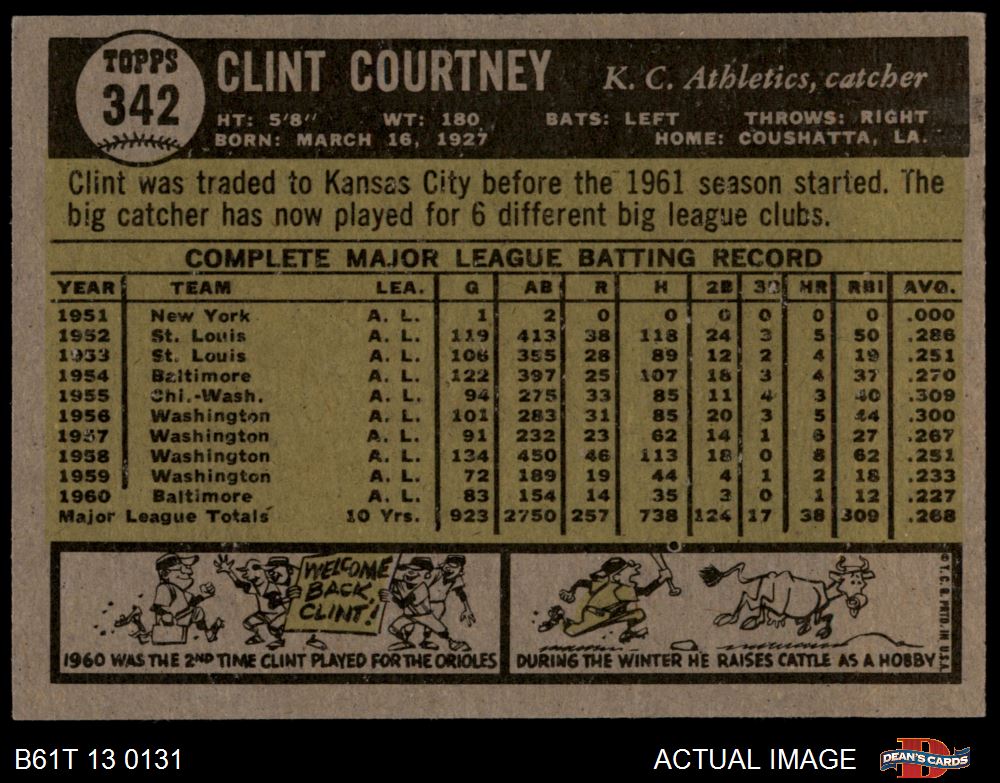 TOPPS
342
CLINT COURTNEY K. C. Athletics, catcher
HT: 5'8" WT: 180 BATS: LEFT THROWS: RIGHT
BORN: MARCH 16, 1927 HOME: COUSHATTA, LA.
Clint was traded to Kansas City before the 1961 season started. The
big catcher has now played for 6 different big league clubs.
COMPLETE MAJOR LEAGUE BATTING RECORD
YEAR TEAM LEA. G AB R H 2B 3B HR RBI AVG.
1951 New York A. L. 1 2 0 0 0 0 0 0 .000
1952 St. Louis A. L. 119 413 38 118 24 3 5 50 .286
1953 St. Louis A. L. 106 355 28 89 12 2 4 19 .251
1954 Baltimore A. L. 122 397 25 107 18 3 4 37 .270
1955 Chi.-Wash. A. L. 94 275 33 85 11 4 3 40 .309
1956 Washington A. L. 101 283 31 85 20 3 5 44 .300
1957 Washington A. L. 91 232 23 62 14 1 6 27 .267
1958 Washington A. L. 134 450 46 113 18 0 8 62 .251
1959 Washington A. L. 72 189 19 44 4 1 2 18 .233
1960 Baltimore A. L. 83 154 14 35 3 0 1 12 .227
Major League Totals 10 Yrs. 923 2750 257 738 124 17 38 309 .268
WELCOME
BACK,
CLINT!
1960 WAS THE 2ND TIME CLINT PLAYED FOR THE ORIOLES
DURING THE WINTER HE RAISES CATTLE AS A HOBBY
© T. C. G. PRTD. IN U.S.A.
B61T 13 0131 ACTUAL IMAGE DEAN'S CARDS